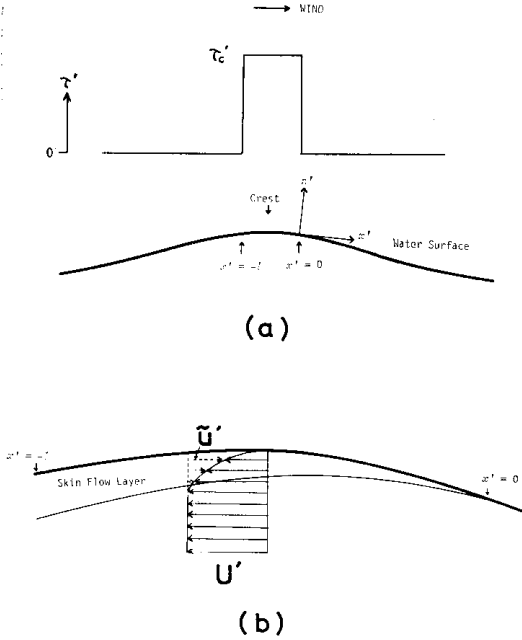 WIND
τc'
τ'
0
n'
Crest
x'
Water Surface
x' = -l
x' = 0
(a)
ũ'
x' = -l
Skin Flow Layer
x' = 0
U'
(b)